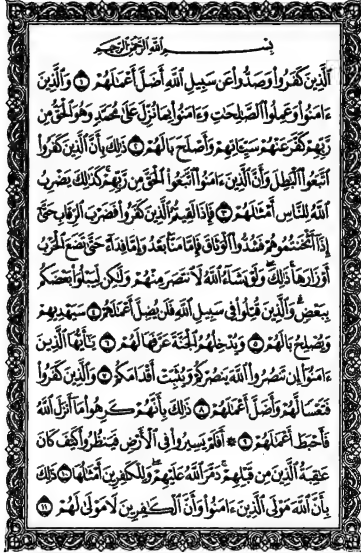 بِسْمِ اللَّهِ الرَّحْمَٰنِ الرَّحِيمِ
ٱلَّذِينَ كَفَرُوا۟ وَصَدُّوا۟ عَن سَبِيلِ ٱللَّهِ أَضَلَّ أَعْمَٰلَهُمْ ۝١ وَٱلَّذِينَ
ءَامَنُوا۟ وَعَمِلُوا۟ ٱلصَّٰلِحَٰتِ وَءَامَنُوا۟ بِمَا نُزِّلَ عَلَىٰ مُحَمَّدٍ وَهُوَ ٱلْحَقُّ مِن
رَّبِّهِمْ كَفَّرَ عَنْهُمْ سَيِّـَٔاتِهِمْ وَأَصْلَحَ بَالَهُمْ ۝٢ ذَٰلِكَ بِأَنَّ ٱلَّذِينَ كَفَرُوا۟
ٱتَّبَعُوا۟ ٱلْبَٰطِلَ وَأَنَّ ٱلَّذِينَ ءَامَنُوا۟ ٱتَّبَعُوا۟ ٱلْحَقَّ مِن رَّبِّهِمْ ۚ كَذَٰلِكَ يَضْرِبُ
ٱللَّهُ لِلنَّاسِ أَمْثَٰلَهُمْ ۝٣ فَإِذَا لَقِيتُمُ ٱلَّذِينَ كَفَرُوا۟ فَضَرْبَ ٱلرِّقَابِ حَتَّىٰٓ
إِذَآ أَثْخَنتُمُوهُمْ فَشُدُّوا۟ ٱلْوَثَاقَ فَإِمَّا مَنًّۢا بَعْدُ وَإِمَّا فِدَآءً حَتَّىٰ تَضَعَ ٱلْحَرْبُ
أَوْزَارَهَا ۚ ذَٰلِكَ وَلَوْ يَشَآءُ ٱللَّهُ لَٱنتَصَرَ مِنْهُمْ وَلَٰكِن لِّيَبْلُوَا۟ بَعْضَكُم
بِبَعْضٍ ۗ وَٱلَّذِينَ قُتِلُوا۟ فِى سَبِيلِ ٱللَّهِ فَلَن يُضِلَّ أَعْمَٰلَهُمْ ۝٤ سَيَهْدِيهِمْ
وَيُصْلِحُ بَالَهُمْ ۝٥ وَيُدْخِلُهُمُ ٱلْجَنَّةَ عَرَّفَهَا لَهُمْ ۝٦ يَٰٓأَيُّهَا ٱلَّذِينَ
ءَامَنُوٓا۟ إِن تَنصُرُوا۟ ٱللَّهَ يَنصُرْكُمْ وَيُثَبِّتْ أَقْدَامَكُمْ ۝٧ وَٱلَّذِينَ كَفَرُوا۟
فَتَعْسًا لَّهُمْ وَأَضَلَّ أَعْمَٰلَهُمْ ۝٨ ذَٰلِكَ بِأَنَّهُمْ كَرِهُوا۟ مَآ أَنزَلَ ٱللَّهُ
فَأَحْبَطَ أَعْمَٰلَهُمْ ۝٩ ۞ أَفَلَمْ يَسِيرُوا۟ فِى ٱلْأَرْضِ فَيَنظُرُوا۟ كَيْفَ كَانَ
عَٰقِبَةُ ٱلَّذِينَ مِن قَبْلِهِمْ ۚ دَمَّرَ ٱللَّهُ عَلَيْهِمْ ۖ وَلِلْكَٰفِرِينَ أَمْثَٰلُهَا ۝١٠ ذَٰلِكَ
بِأَنَّ ٱللَّهَ مَوْلَى ٱلَّذِينَ ءَامَنُوا۟ وَأَنَّ ٱلْكَٰفِرِينَ لَا مَوْلَىٰ لَهُمْ ۝١١